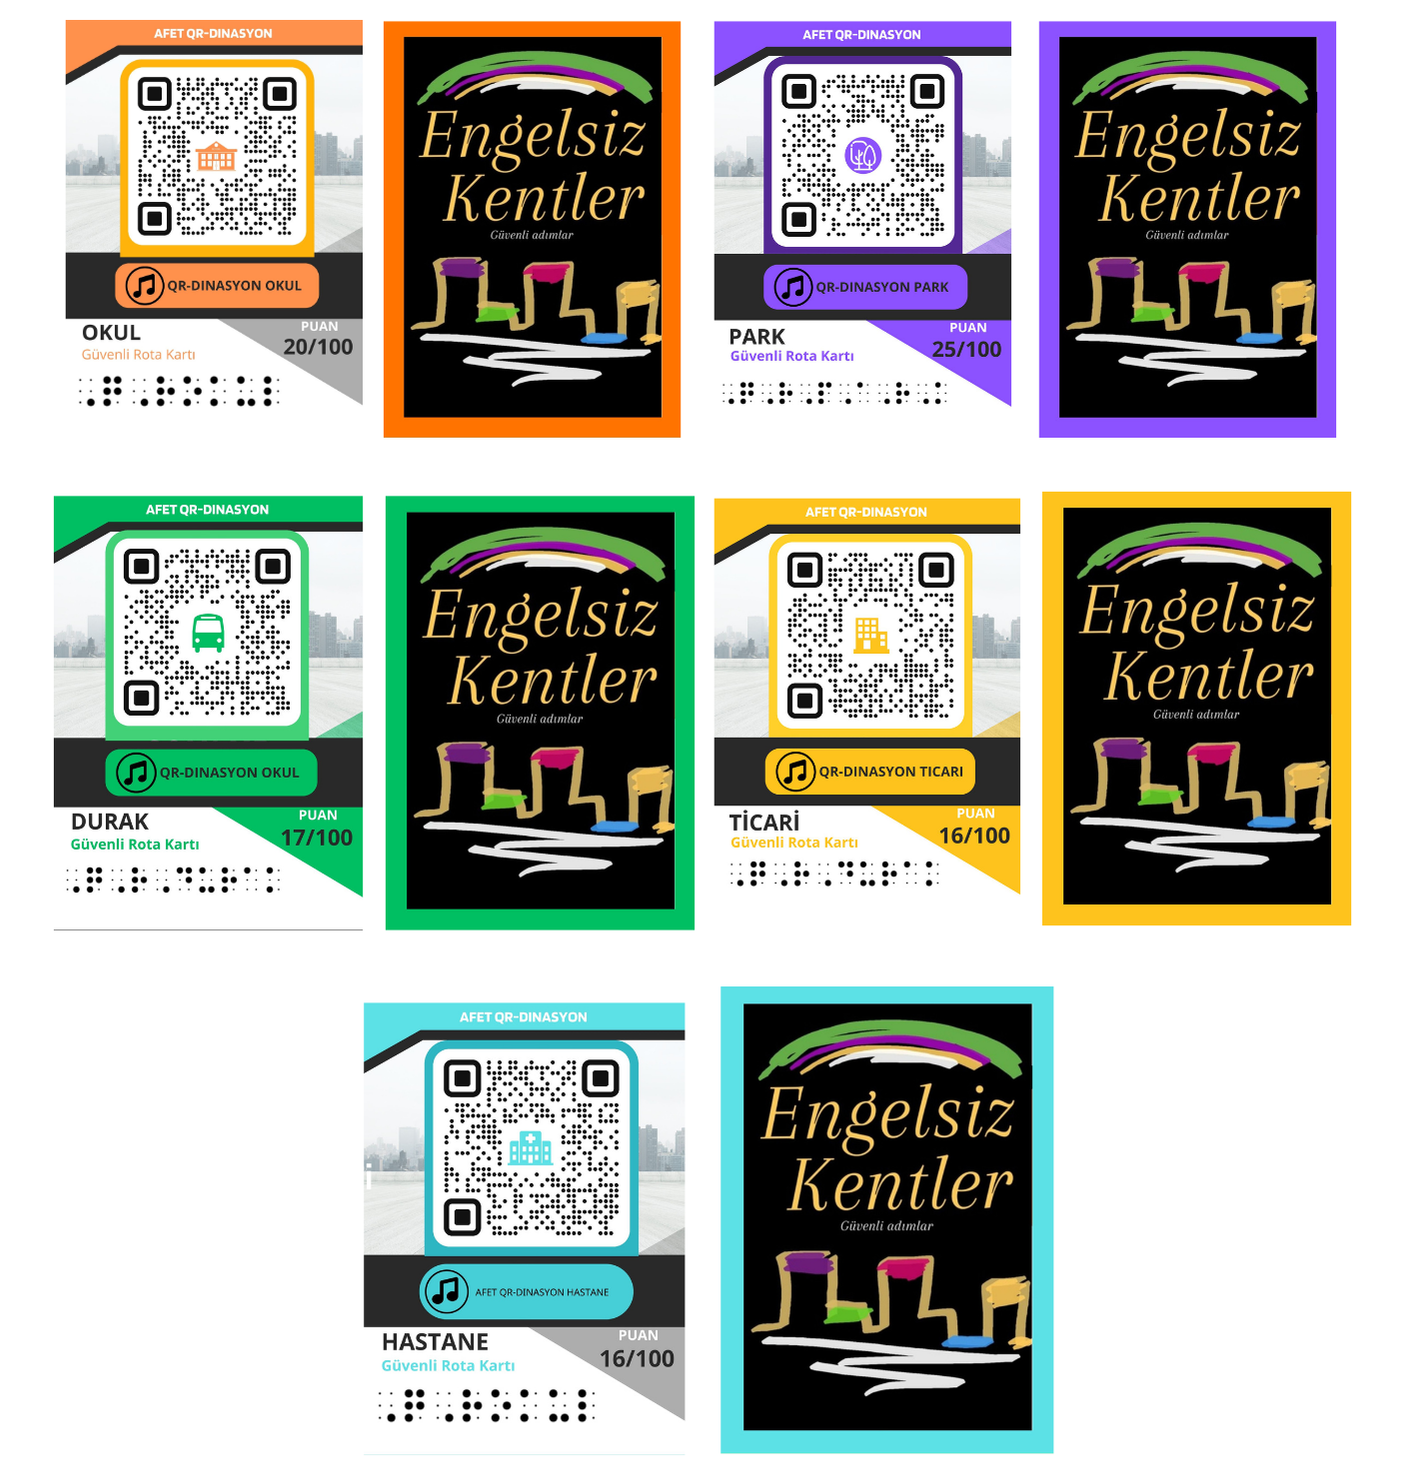 AFET QR-DINASYON
QR-DINASYON OKUL
OKUL
Güvenli Rota Kartı
PUAN
20/100
Engelsiz
Kentler
Güvenli adımlar
AFET QR-DINASYON
QR-DINASYON PARK
PARK
Güvenli Rota Kartı
PUAN
25/100
Engelsiz
Kentler
Güvenli adımlar
AFET QR-DINASYON
QR-DINASYON OKUL
DURAK
Güvenli Rota Kartı
PUAN
17/100
Engelsiz
Kentler
Güvenli adımlar
AFET QR-DINASYON
QR-DINASYON TICARI
TİCARİ
Güvenli Rota Kartı
PUAN
16/100
Engelsiz
Kentler
Güvenli adımlar
AFET QR-DINASYON
i
AFET QR-DINASYON HASTANE
HASTANE
Güvenli Rota Kartı
PUAN
16/100
Engelsiz
Kentler
Güvenli adımlar